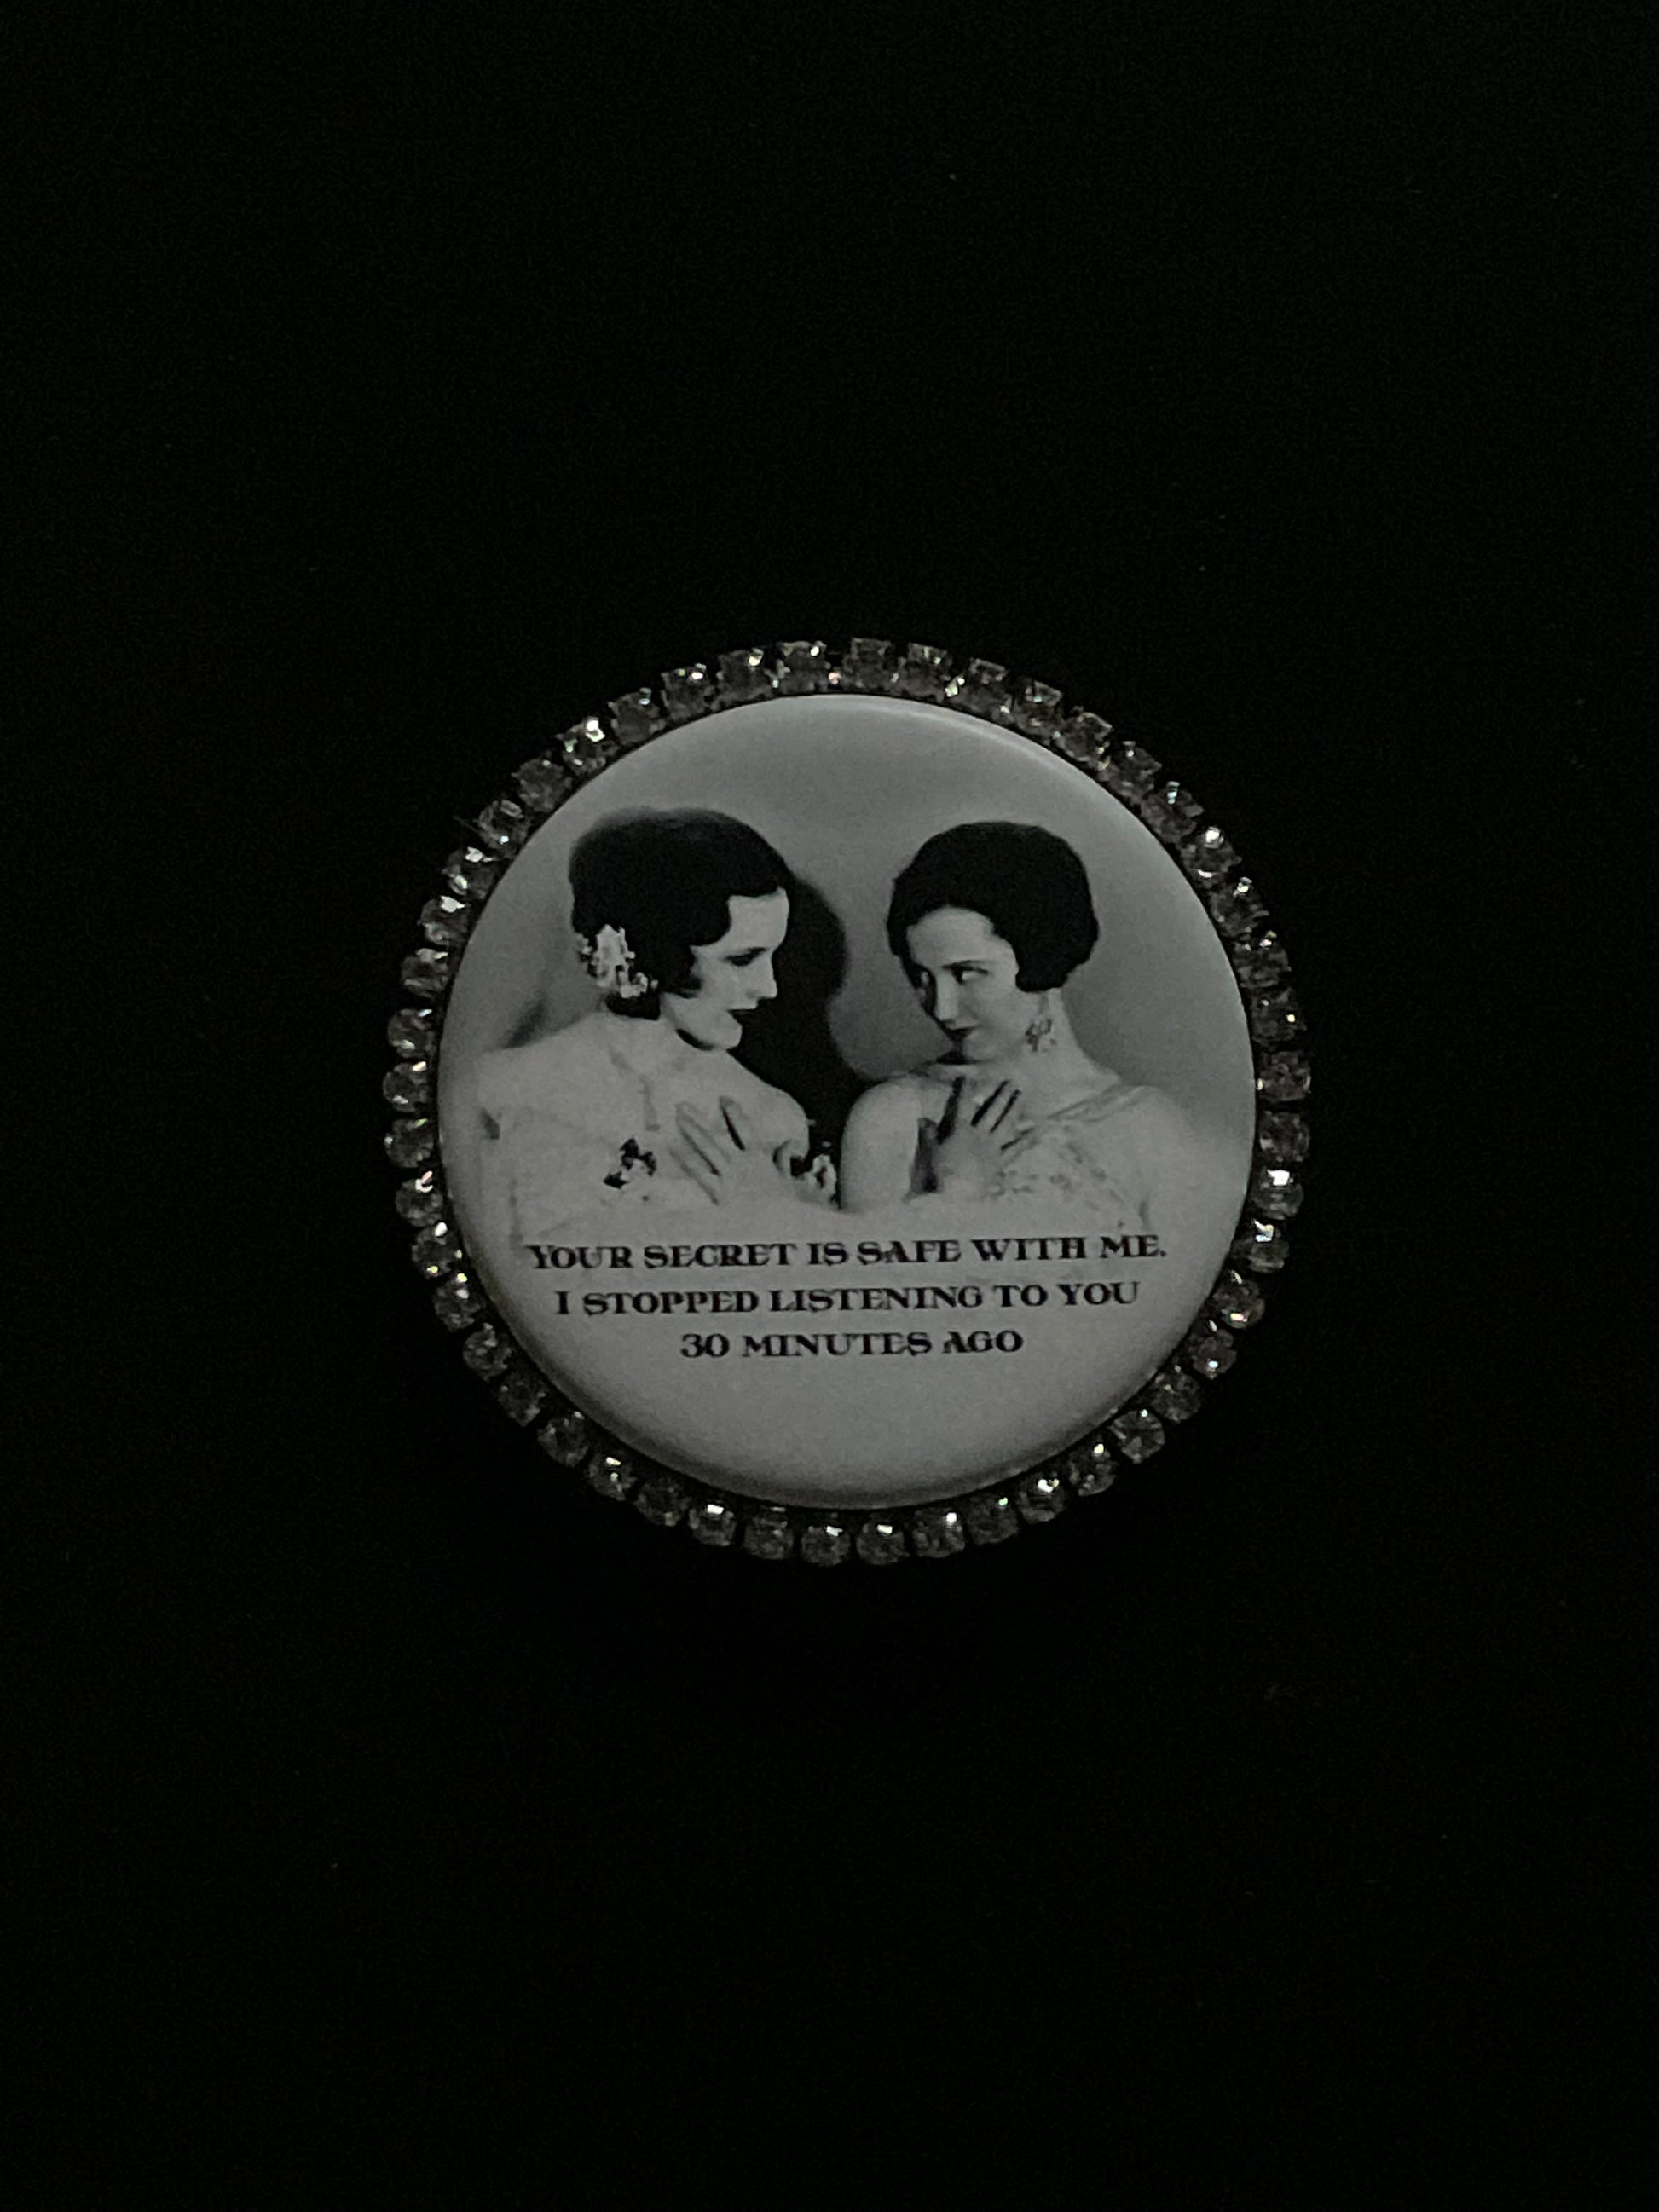 YOUR SECRET IS SAFE WITH ME.
I STOPPED LISTENING TO YOU
30 MINUTES AGO